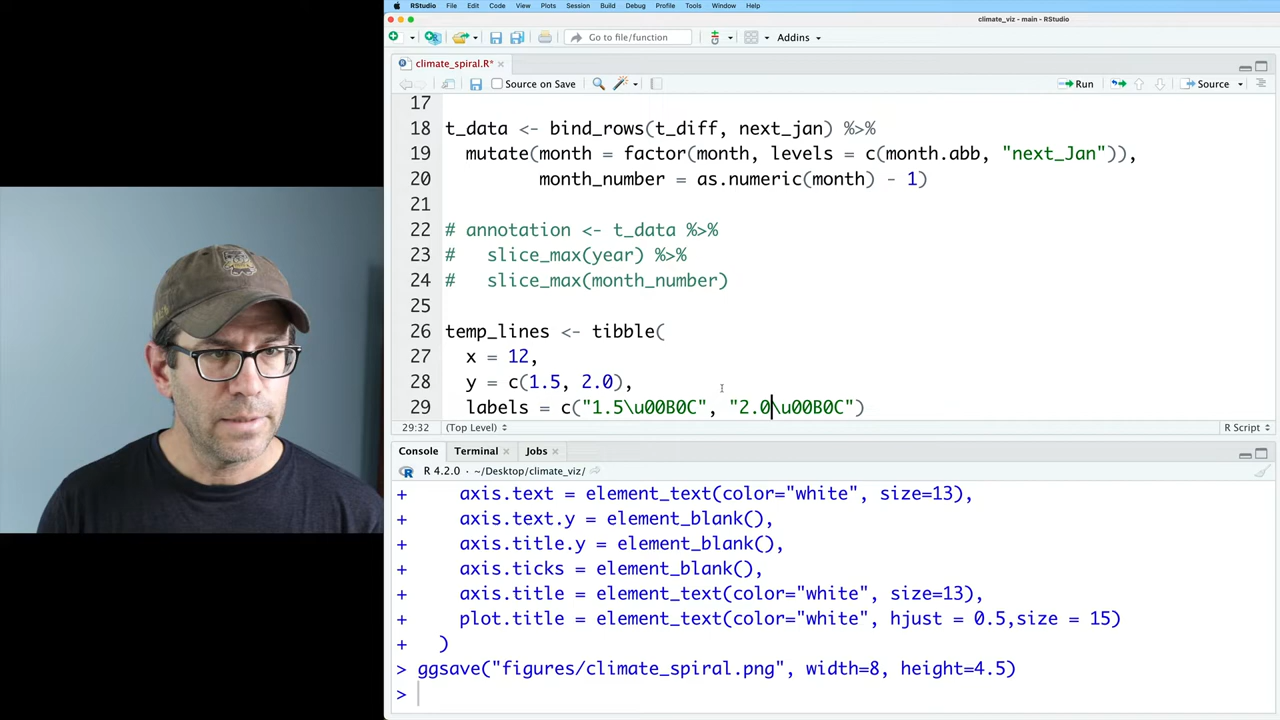 RStudio File Edit Code View Plots Session Build Debug Profile Tools Window Help
climate_viz - main - RStudio
Go to file/function Addins
climate_spiral.R*
Source on Save Run Source
17
18 t_data <- bind_rows(t_diff, next_jan) %>%
19 mutate(month = factor(month, levels = c(month.abb, "next_Jan")),
20 month_number = as.numeric(month) - 1)
21
22 # annotation <- t_data %>%
23 # slice_max(year) %>%
24 # slice_max(month_number)
25
26 temp_lines <- tibble(
27 x = 12,
28 y = c(1.5, 2.0),
29 labels = c("1.5\u00B0C", "2.0\u00B0C")
29:32 (Top Level) R Script
Console Terminal Jobs
R 4.2.0 · ~/Desktop/climate_viz/
+ axis.text = element_text(color="white", size=13),
+ axis.text.y = element_blank(),
+ axis.title.y = element_blank(),
+ axis.ticks = element_blank(),
+ axis.title = element_text(color="white", size=13),
+ plot.title = element_text(color="white", hjust = 0.5,size = 15)
+ )
> ggsave("figures/climate_spiral.png", width=8, height=4.5)
>